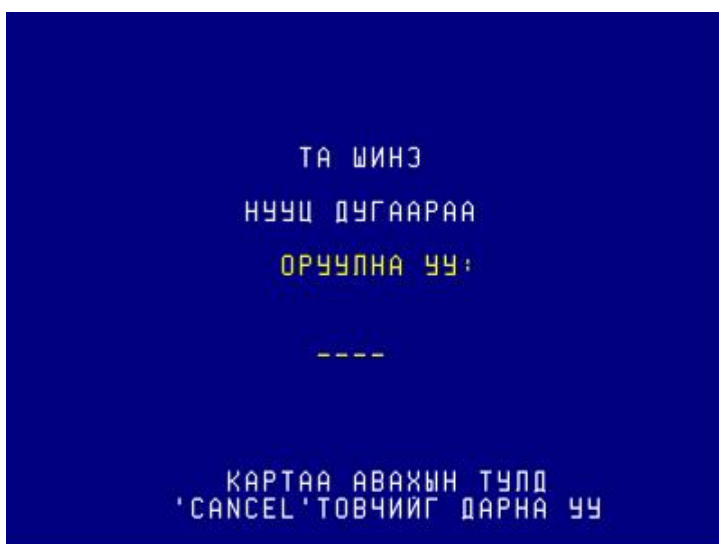 ТА ШИНЭ
НУУЦ ДУГААРАА
ОРУУЛНА УУ:
----
КАРТАА АВАХЫН ТУЛД
'CANCEL'ТОВЧИЙГ ДАРНА УУ